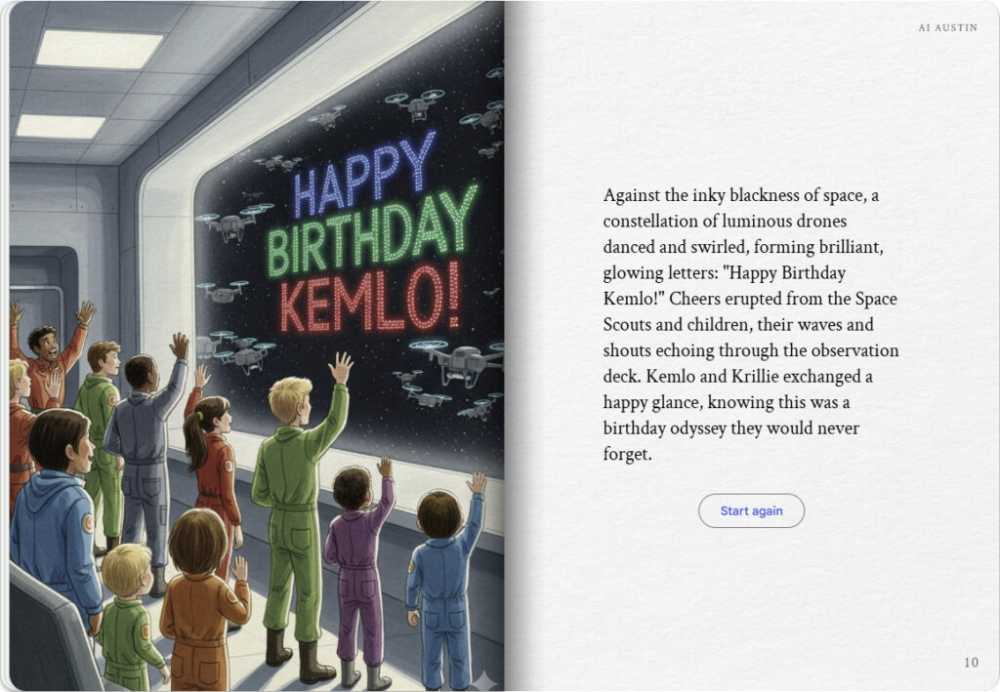 HAPPY
BIRTHDAY
KEMLO!
AI AUSTIN
Against the inky blackness of space, a
constellation of luminous drones
danced and swirled, forming brilliant,
glowing letters: "Happy Birthday
Kemlo!" Cheers erupted from the Space
Scouts and children, their waves and
shouts echoing through the observation
deck. Kemlo and Krillie exchanged a
happy glance, knowing this was a
birthday odyssey they would never
forget.
Start again
10